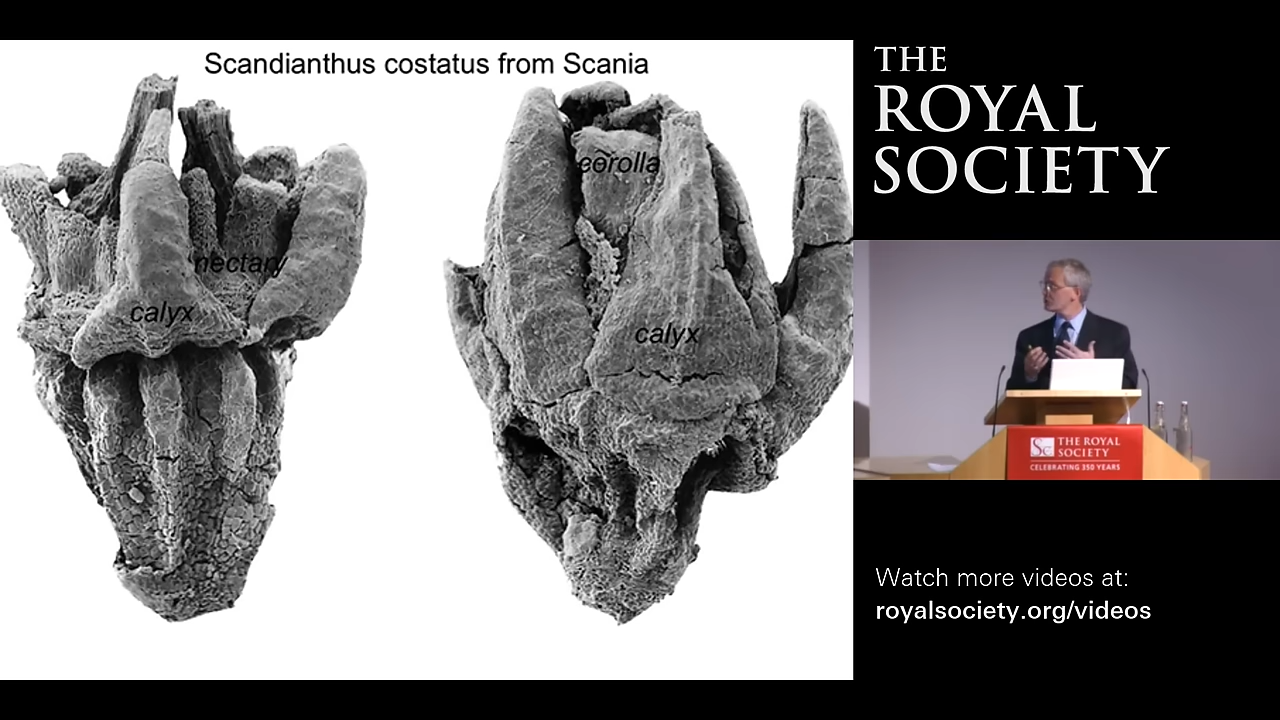 Scandianthus costatus from Scania
corolla
nectary
calyx
calyx
THE
ROYAL
SOCIETY
THE ROYAL
SOCIETY
CELEBRATING 350 YEARS
Watch more videos at:
royalsociety.org/videos